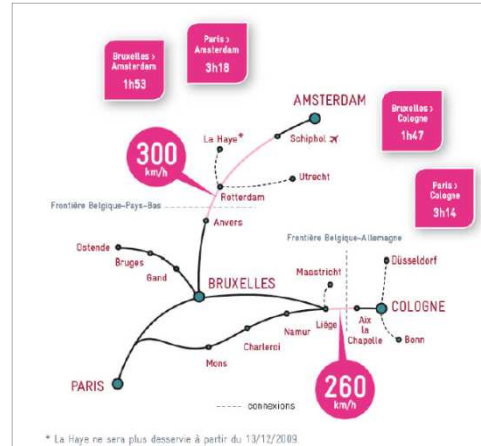 Bruxelles >
Amsterdam
1h53
Paris >
Amsterdam
3h18
Bruxelles >
Cologne
1h47
Paris >
Cologne
3h14
AMSTERDAM
Schiphol
La Haye*
300
km/h
Utrecht
Rotterdam
Frontière Belgique-Pays-Bas
Anvers
Frontière Belgique-Allemagne
Ostende
Bruges
Gand
BRUXELLES
Maastricht
Düsseldorf
COLOGNE
Liège
Aix
la
Chapelle
Namur
Charleroi
Mons
Bonn
PARIS
260
km/h
connexions
* La Haye ne sera plus desservie à partir du 13/12/2009